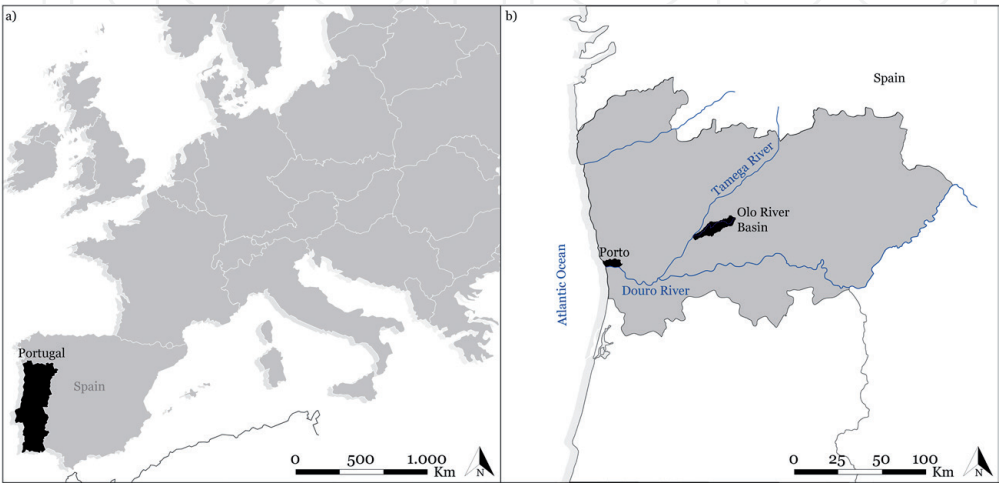 a)
Portugal
Spain
0 500 1.000
Km
N
b)
Spain
Tamega River
Olo River
Basin
Porto
Douro River
Atlantic Ocean
0 25 50 100
Km
N